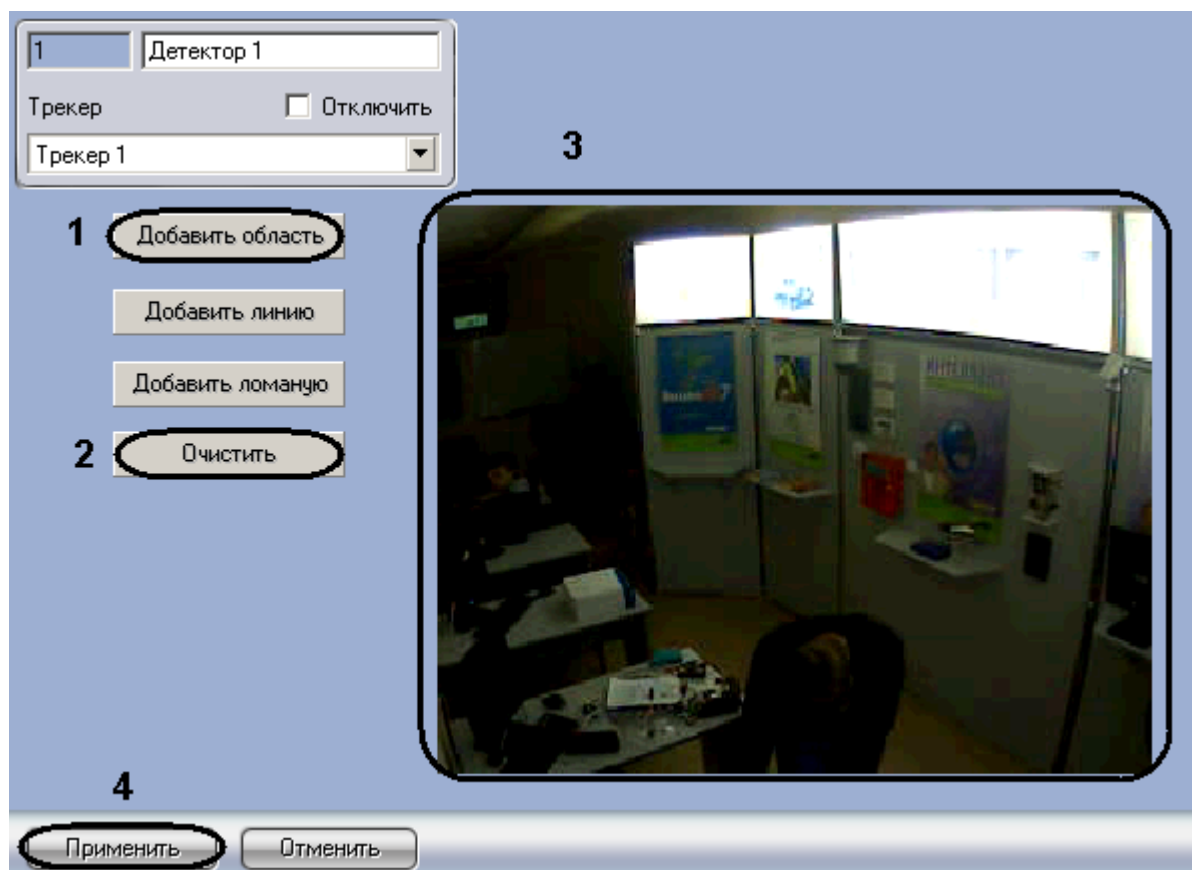 1
Детектор 1
Трекер
Отключить
Трекер 1
3
1
Добавить область
Добавить линию
Добавить ломаную
2
Очистить
4
Применить
Отменить